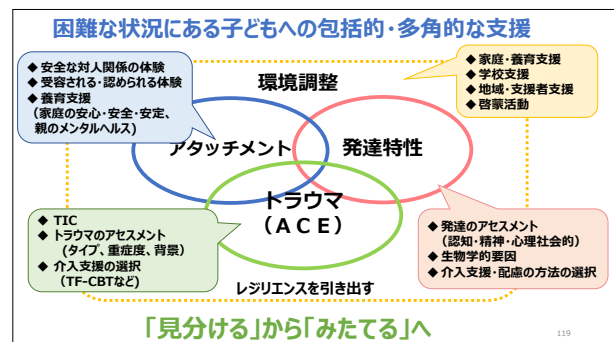 困難な状況にある子どもへの包括的・多角的な支援
◆ 安全な対人関係の体験
◆ 受容される・認められる体験
◆ 養育支援
(家庭の安心・安全・安定、
親のメンタルヘルス)
環境調整
◆ 家庭・養育支援
◆ 学校支援
◆ 地域・支援者支援
◆ 啓蒙活動
アタッチメント
発達特性
トラウマ
(ACE)
◆ TIC
◆ トラウマのアセスメント
(タイプ、重症度、背景)
◆ 介入支援の選択
(TF-CBTなど)
◆ 発達のアセスメント
(認知・精神・心理社会的)
◆ 生物学的要因
◆ 介入支援・配慮の方法の選択
レジリエンスを引き出す
「見分ける」から「みたてる」へ
119